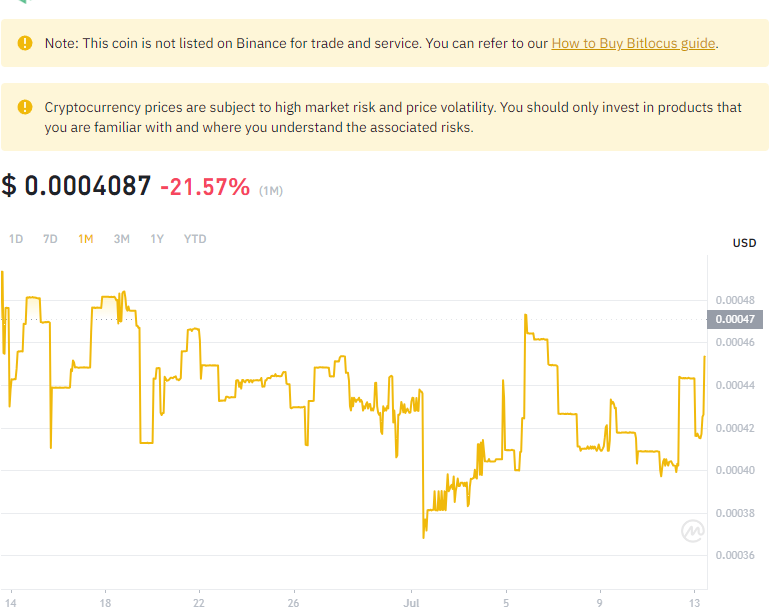 Note: This coin is not listed on Binance for trade and service. You can refer to our How to Buy Bitlocus guide.
Cryptocurrency prices are subject to high market risk and price volatility. You should only invest in products that
you are familiar with and where you understand the associated risks.
$ 0.0004087 -21.57% (1M)
1D 7D 1M 3M 1Y YTD
USD
0.00048
0.00047
0.00046
0.00044
0.00042
0.00040
0.00038
0.00036
14 18 22 26 Jul 5 9 13